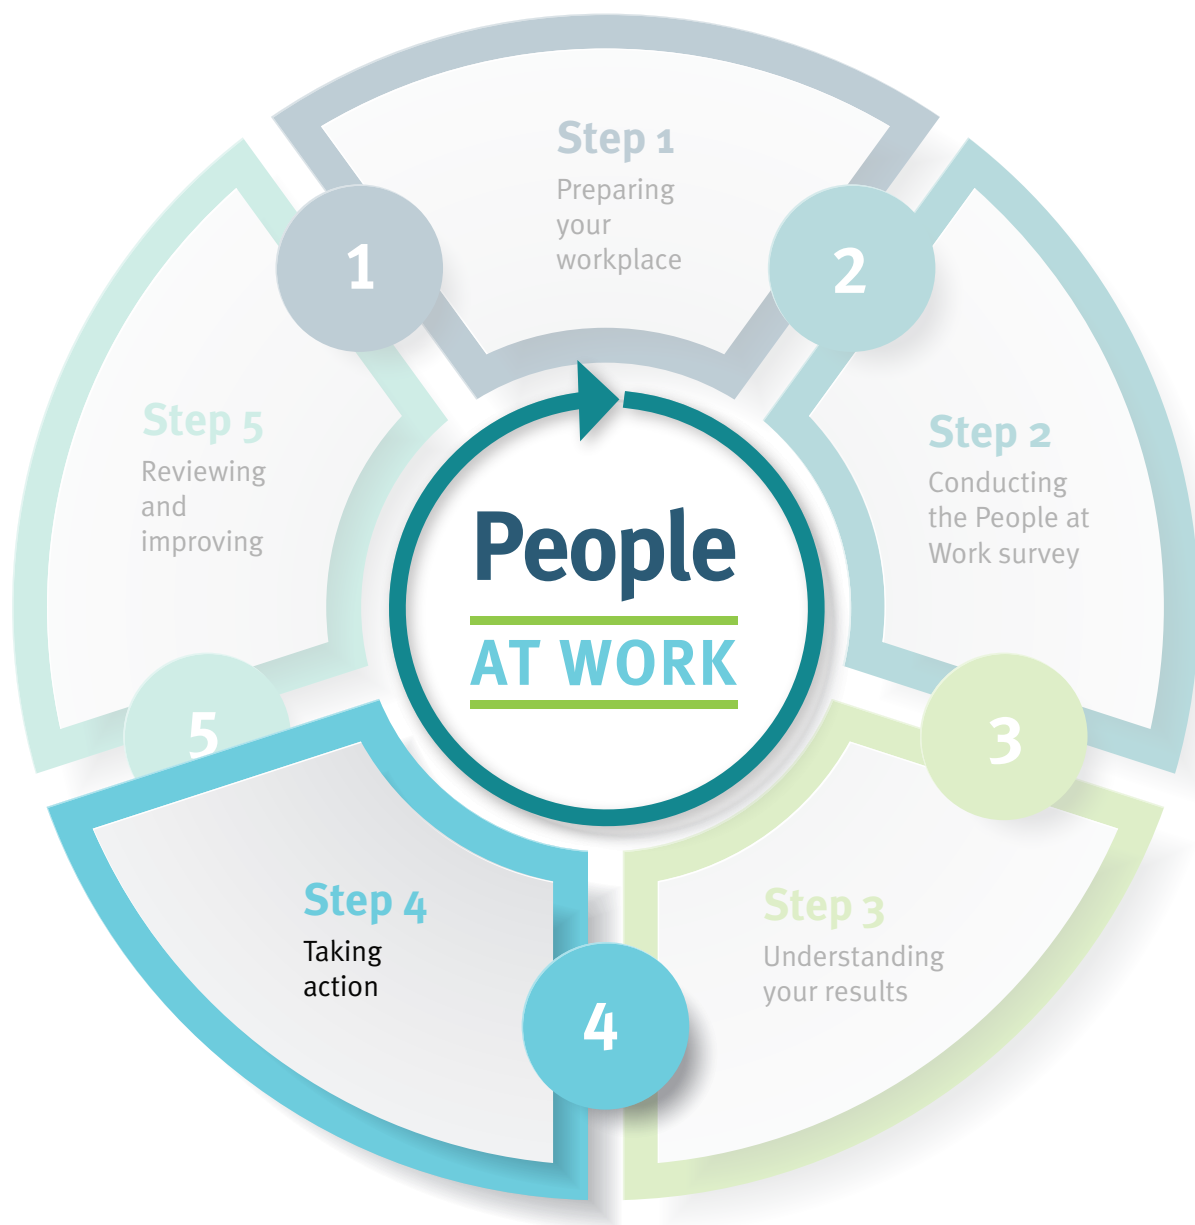 Step 1
Preparing
your
workplace
1
2
Step 2
Conducting
the People at
Work survey
3
Step 3
Understanding
your results
4
Step 4
Taking
action
5
Step 5
Reviewing
and
improving
People
AT WORK